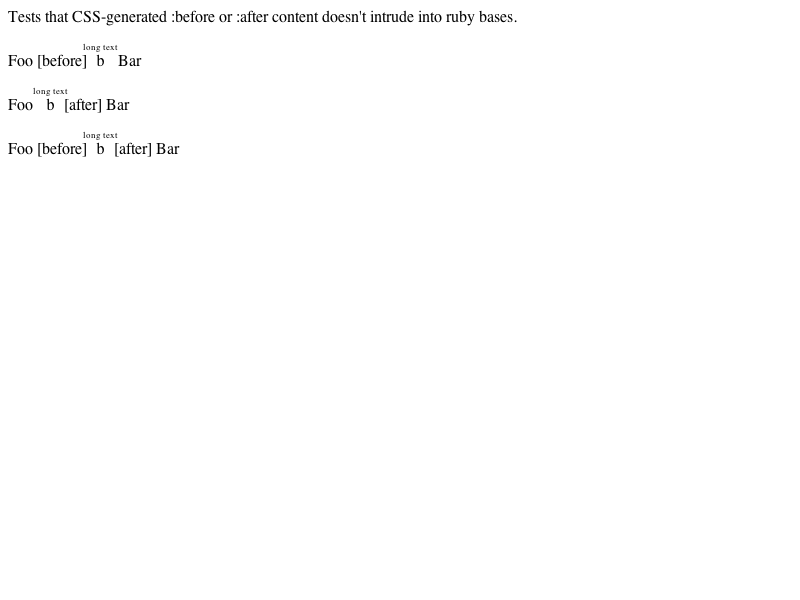 Tests that CSS-generated :before or :after content doesn't intrude into ruby bases.
long text
Foo [before] b Bar
long text
Foo b [after] Bar
long text
Foo [before] b [after] Bar